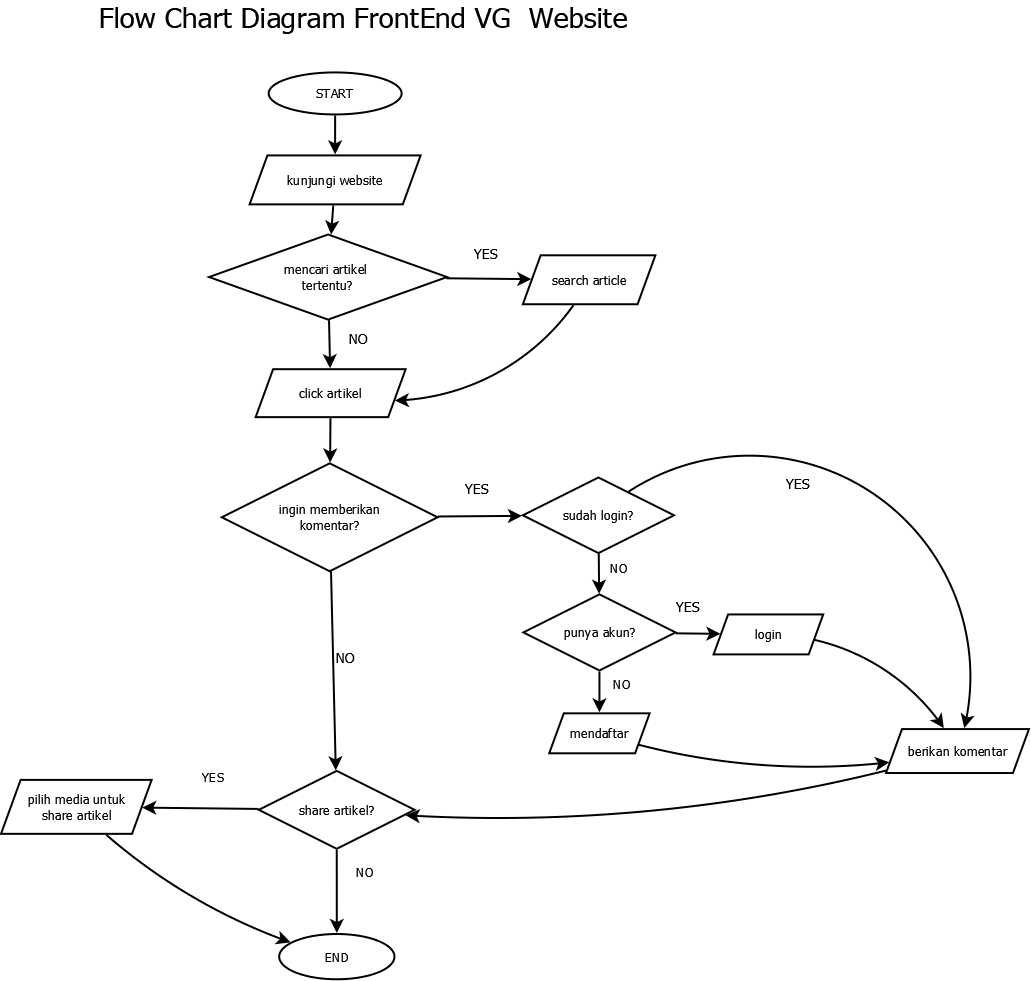 Flow Chart Diagram FrontEnd VG  Website
START
kunjungi website
mencari artikel
tertentu?
YES
search article
NO
click artikel
ingin memberikan
komentar?
YES
sudah login?
YES
NO
punya akun?
YES
login
NO
NO
mendaftar
berikan komentar
share artikel?
YES
pilih media untuk
share artikel
NO
END